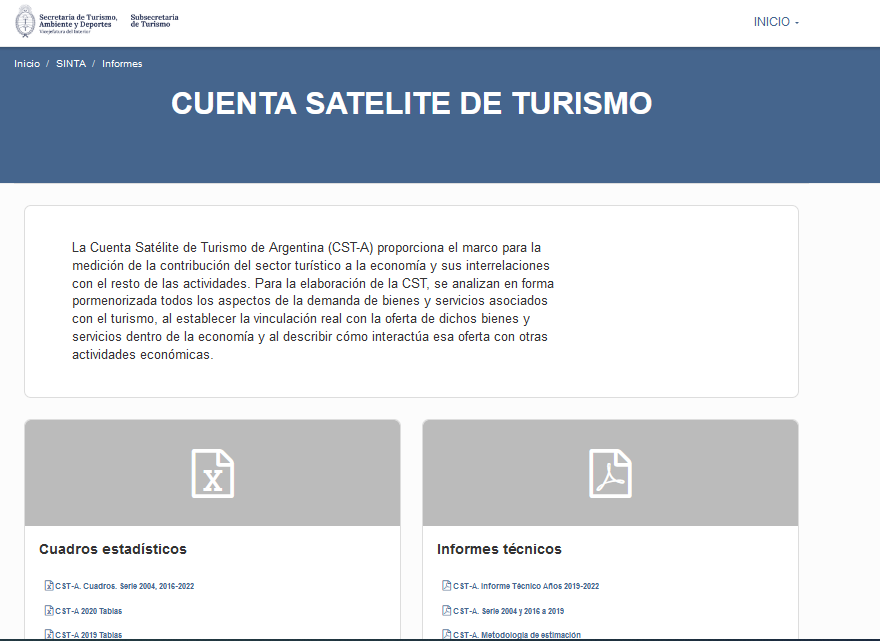 Secretaría de Turismo,
Ambiente y Deportes
Vicejefatura del Interior
Subsecretaría
de Turismo
INICIO
Inicio / SINTA / Informes
CUENTA SATELITE DE TURISMO
La Cuenta Satélite de Turismo de Argentina (CST-A) proporciona el marco para la
medición de la contribución del sector turístico a la economía y sus interrelaciones
con el resto de las actividades. Para la elaboración de la CST, se analizan en forma
pormenorizada todos los aspectos de la demanda de bienes y servicios asociados
con el turismo, al establecer la vinculación real con la oferta de dichos bienes y
servicios dentro de la economía y al describir cómo interactúa esa oferta con otras
actividades económicas.
Cuadros estadísticos
CST-A. Cuadros. Serie 2004, 2016-2022
CST-A 2020 Tablas
CST-A 2019 Tablas
Informes técnicos
CST-A. Informe Técnico Años 2019-2022
CST-A. Serie 2004 y 2016 a 2019
CST-A. Metodología de estimación